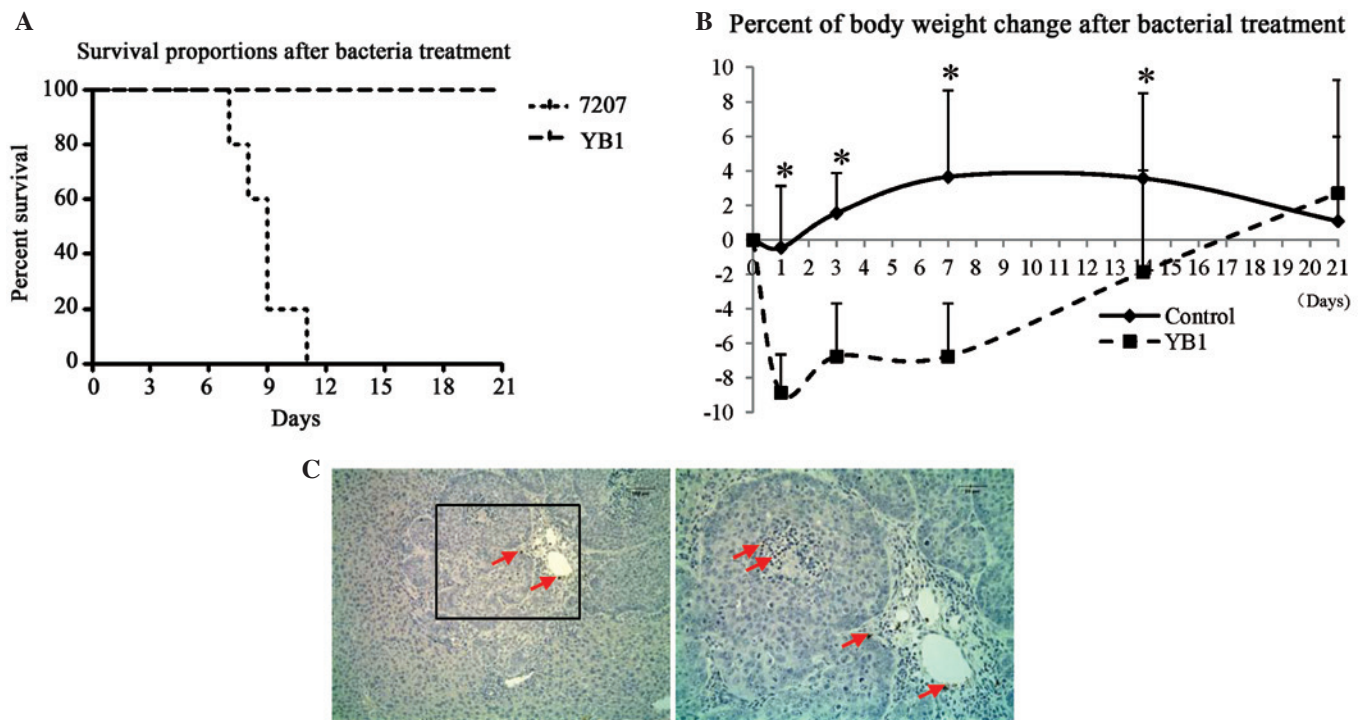 A
Survival proportions after bacteria treatment
100
80
60
40
20
0
Percent survival
0 3 6 9 12 15 18 21
Days
7207
YB1
B Percent of body weight change after bacterial treatment
10
8
6
4
2
0
-2
-4
-6
-8
-10
* * * *
0 1 2 3 4 5 6 7 8 9 10 11 12 13 14 15 16 17 18 19 20 21
(Days)
Control
YB1
C